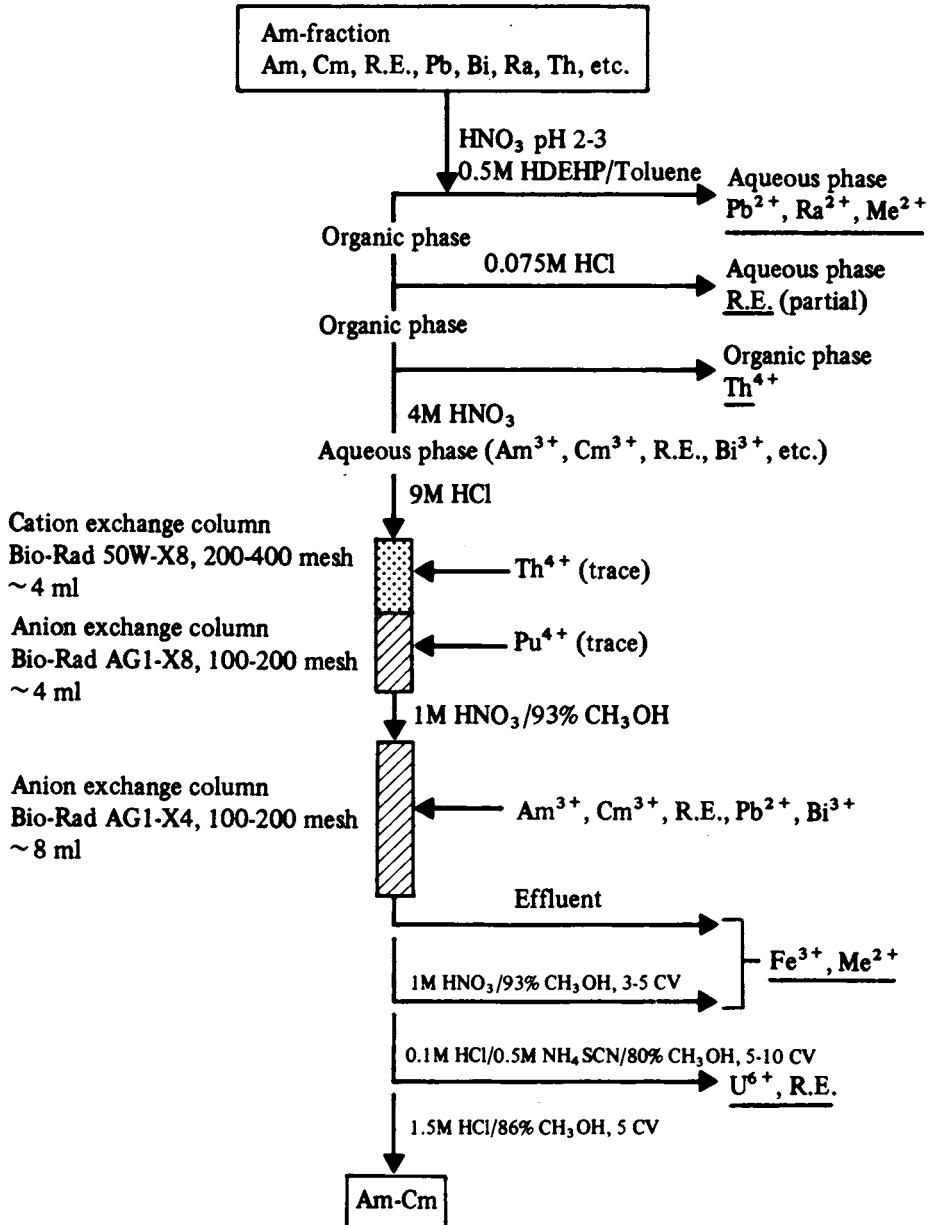 Am-fraction
Am, Cm, R.E., Pb, Bi, Ra, Th, etc.
HNO₃ pH 2-3
0.5M HDEHP/Toluene
Aqueous phase
Pb²⁺, Ra²⁺, Me²⁺
Organic phase
0.075M HCl
Aqueous phase
R.E. (partial)
Organic phase
Organic phase
Th⁴⁺
4M HNO₃
Aqueous phase (Am³⁺, Cm³⁺, R.E., Bi³⁺, etc.)
9M HCl
Cation exchange column
Bio-Rad 50W-X8, 200-400 mesh
~ 4 ml
Th⁴⁺ (trace)
Anion exchange column
Bio-Rad AG1-X8, 100-200 mesh
~ 4 ml
Pu⁴⁺ (trace)
1M HNO₃/93% CH₃OH
Anion exchange column
Bio-Rad AG1-X4, 100-200 mesh
~ 8 ml
Am³⁺, Cm³⁺, R.E., Pb²⁺, Bi³⁺
Effluent
Fe³⁺, Me²⁺
1M HNO₃/93% CH₃OH, 3-5 CV
0.1M HCl/0.5M NH₄SCN/80% CH₃OH, 5-10 CV
U⁶⁺, R.E.
1.5M HCl/86% CH₃OH, 5 CV
Am-Cm